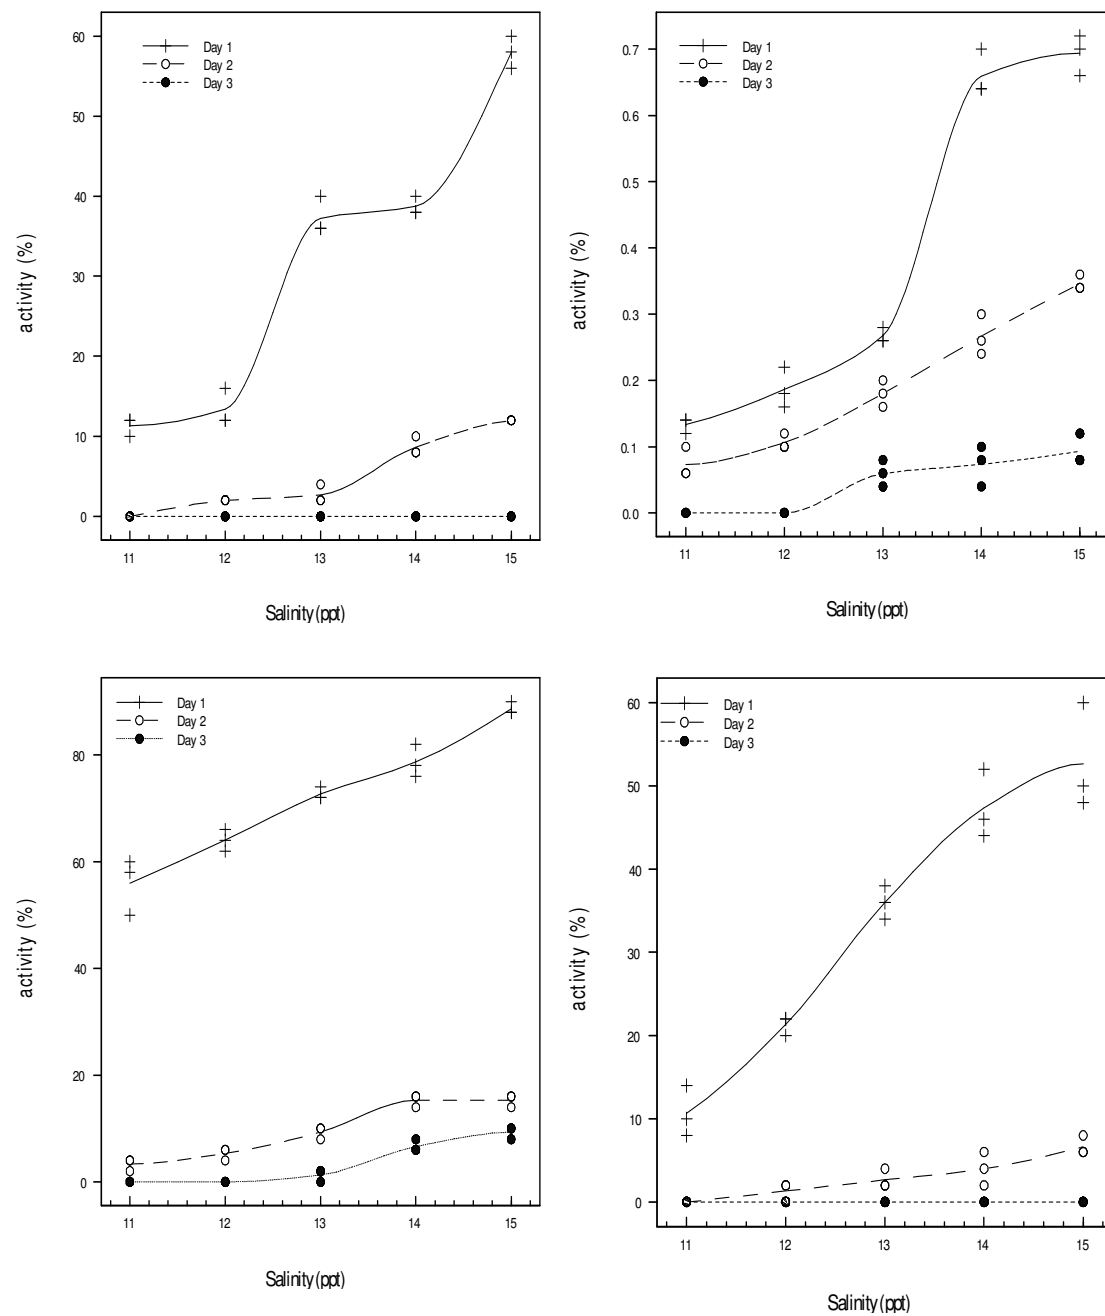 60
50
40
30
20
10
0
activity (%)
Day 1
Day 2
Day 3
11 12 13 14 15
Salinity (ppt)
0.7
0.6
0.5
0.4
0.3
0.2
0.1
0.0
activity (%)
Day 1
Day 2
Day 3
11 12 13 14 15
Salinity (ppt)
80
60
40
20
0
activity (%)
Day 1
Day 2
Day 3
11 12 13 14 15
Salinity (ppt)
60
50
40
30
20
10
0
activity (%)
Day 1
Day 2
Day 3
11 12 13 14 15
Salinity (ppt)